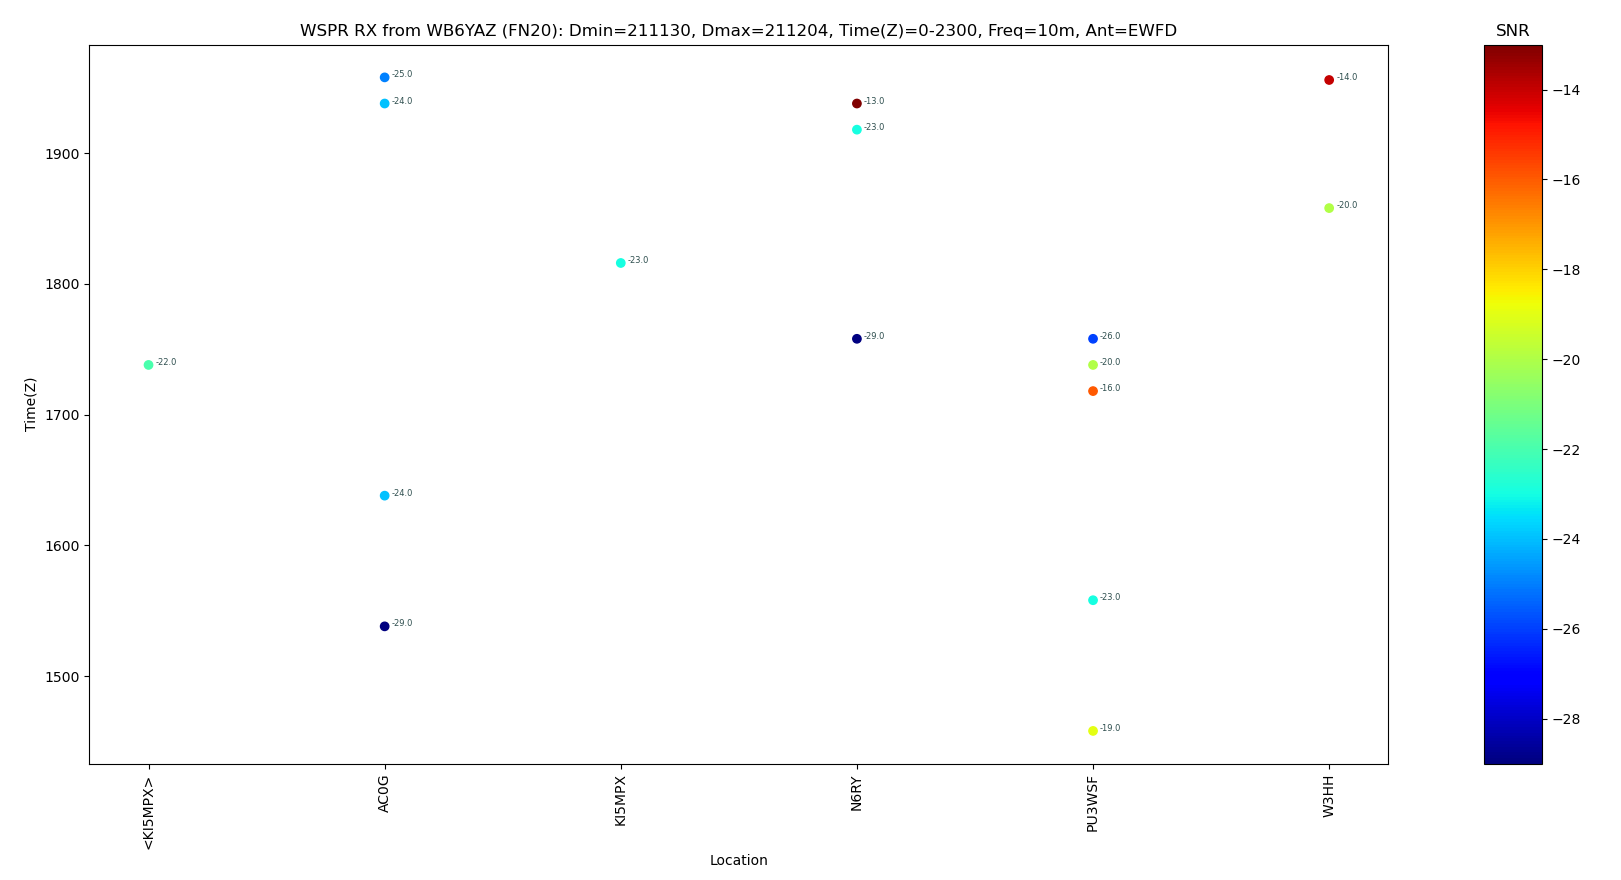 WSPR RX from WB6YAZ (FN20): Dmin=211130, Dmax=211204, Time(Z)=0-2300, Freq=10m, Ant=EWFD
SNR
-25.0
-14.0
-24.0
-13.0
−14
-23.0
1900
−16
-20.0
-23.0
−18
1800
-29.0
-26.0
-22.0
-20.0
−20
-16.0
Time(Z)
1700
−22
-24.0
−24
1600
-23.0
-29.0
−26
1500
−28
-19.0
<KI5MPX>
AC0G
KI5MPX
N6RY
PU3WSF
W3HH
Location